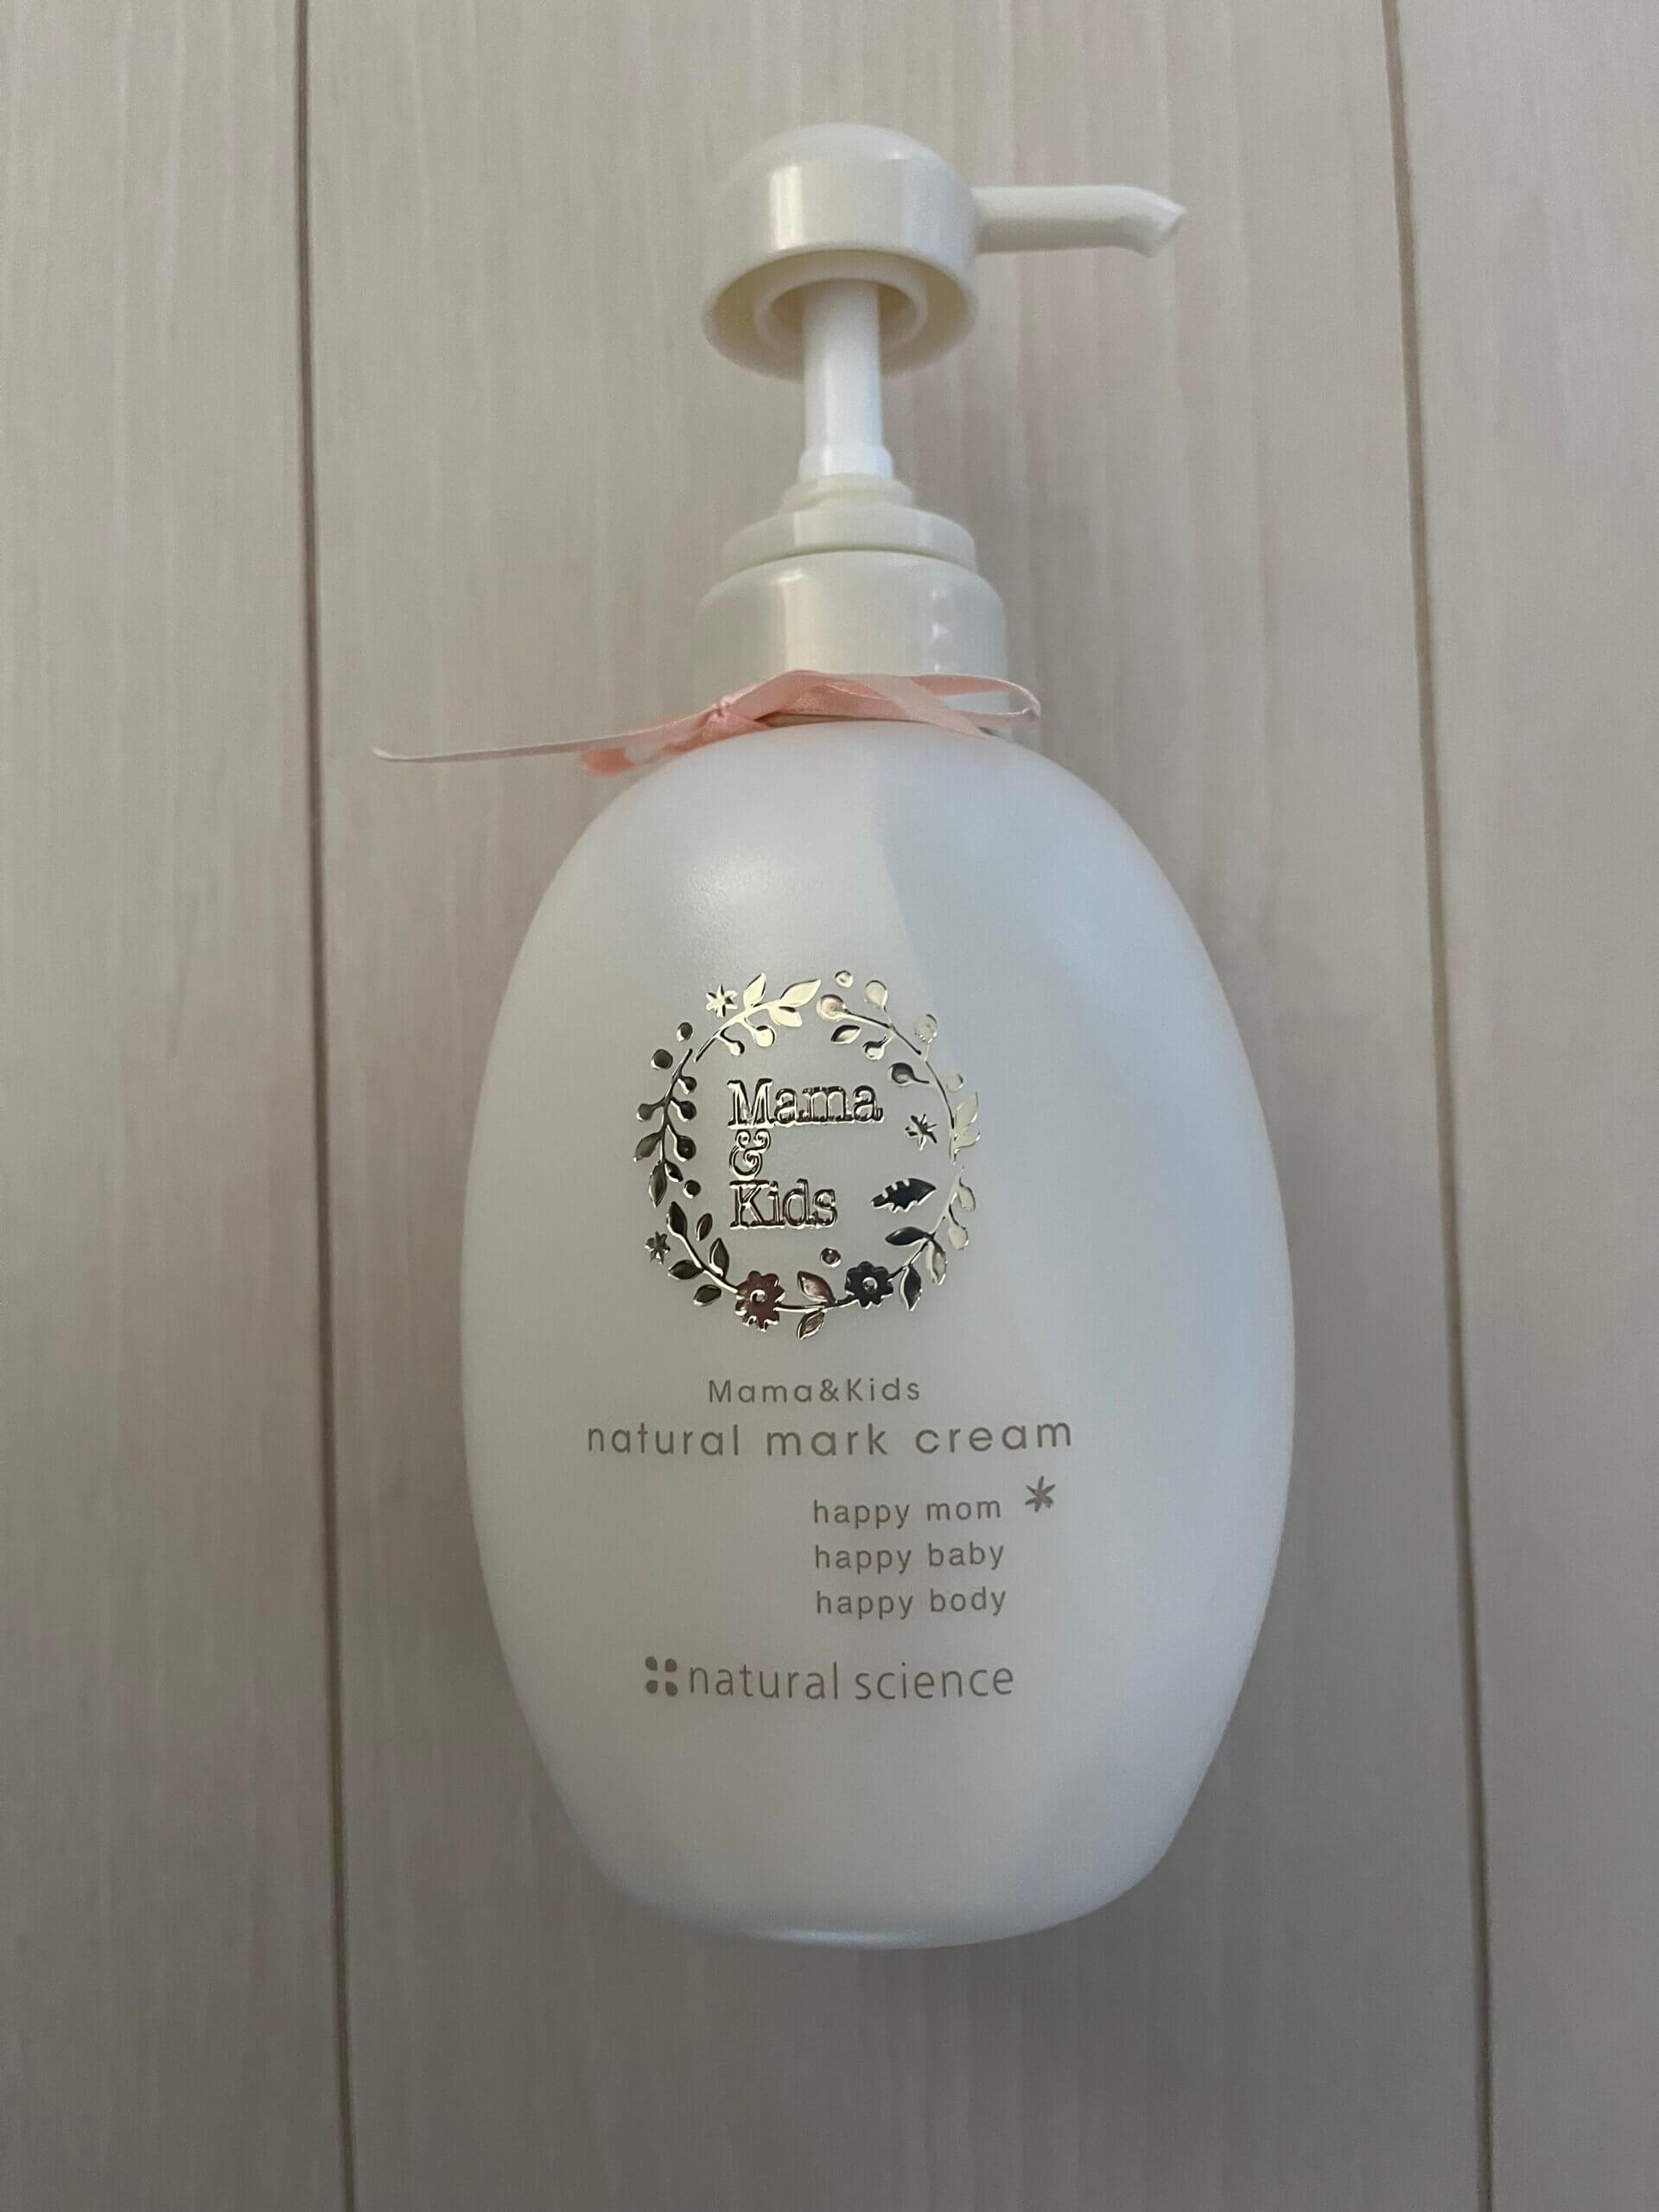 Mama
&
Kids
Mama&Kids
natural mark cream
happy mom
happy baby
happy body
natural science